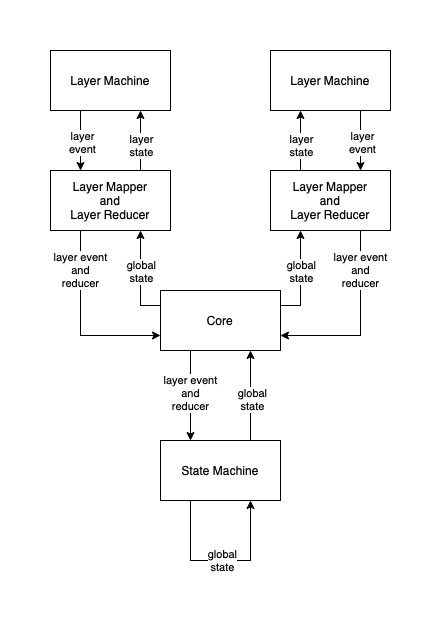 Layer Machine
Layer Machine
layer
event
layer
state
layer
state
layer
event
Layer Mapper
and
Layer Reducer
Layer Mapper
and
Layer Reducer
layer event
and
reducer
global
state
global
state
layer event
and
reducer
Core
layer event
and
reducer
global
state
State Machine
global
state